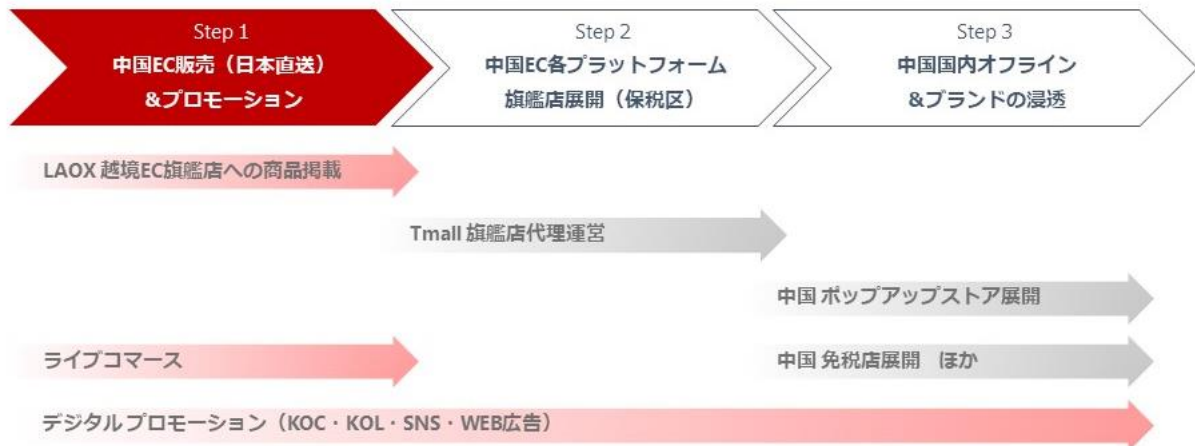 Step 1
中国EC販売（日本直送）
&プロモーション
Step 2
中国EC各プラットフォーム
旗艦店展開（保税区）
Step 3
中国国内オフライン
&ブランドの浸透
LAOX 越境EC旗艦店への商品掲載
Tmall 旗艦店代理運営
中国 ポップアップストア展開
ライブコマース
中国 免税店展開　ほか
デジタル プロモーション（KOC・KOL・SNS・WEB広告）